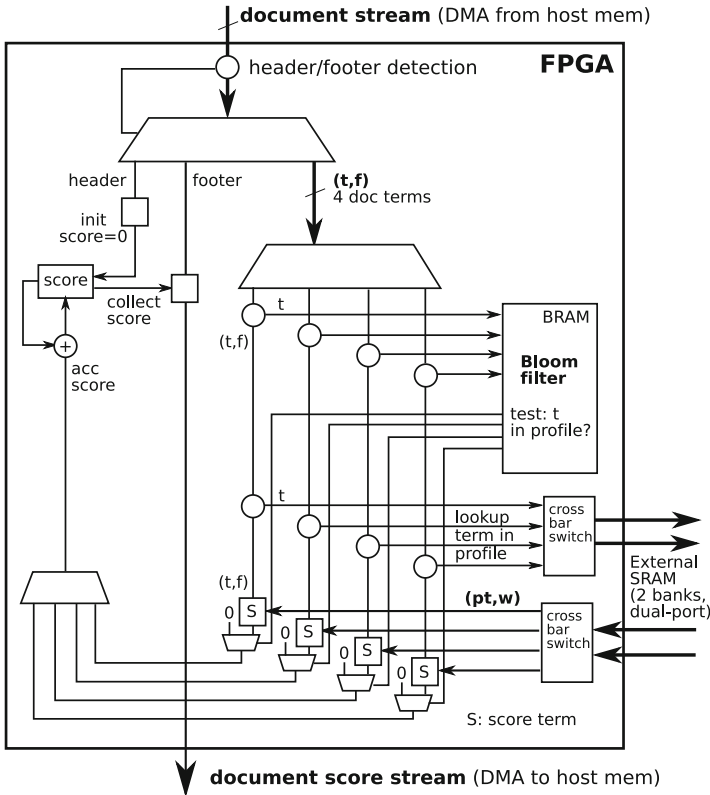 document stream (DMA from host mem)
header/footer detection
FPGA
header
footer
(t,f)
4 doc terms
init
score=0
score
collect
score
+
acc
score
t
(t,f)
BRAM
Bloom
filter
test: t
in profile?
t
lookup
term in
profile
cross
bar
switch
External
SRAM
(2 banks,
dual-port)
(t,f)
(pt,w)
0 S
0 S
0 S
0 S
cross
bar
switch
S: score term
document score stream (DMA to host mem)